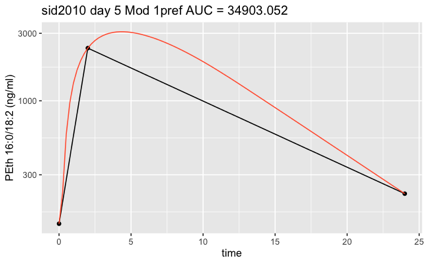 sid2010 day 5 Mod 1pref AUC = 34903.052
3000
1000
300
PEth 16:0/18:2 (ng/ml)
0 5 10 15 20 25
time